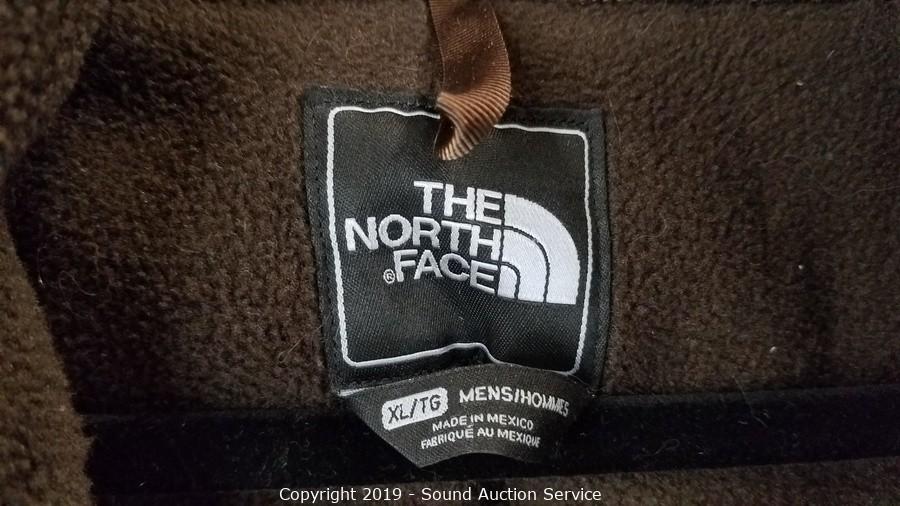 THE
NORTH
®FACE
XL/TG MENS/HOMMES
MADE IN MEXICO
FABRIQUÉ AU MEXIQUE
Copyright 2019 - Sound Auction Service